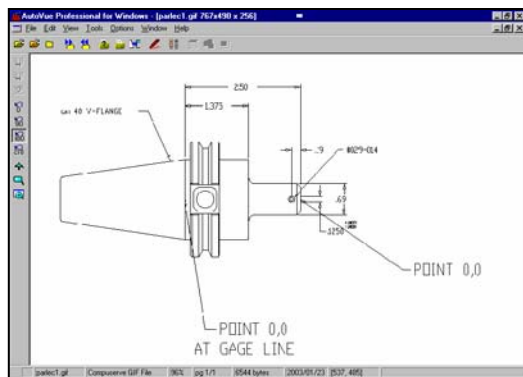 AutoVue Professional for Windows - [parlec1.gif 767x490 x 256]
File Edit View Tools Options Window Help
2.50
1.375
40 V-FLANGE
.9
#029-014
.69
.1250
POINT 0,0
POINT 0,0
AT GAGE LINE
parlec1.gif
Compuserve GIF File
96%
pg 1/1
6544 bytes
2003/01/23
[537, 485]